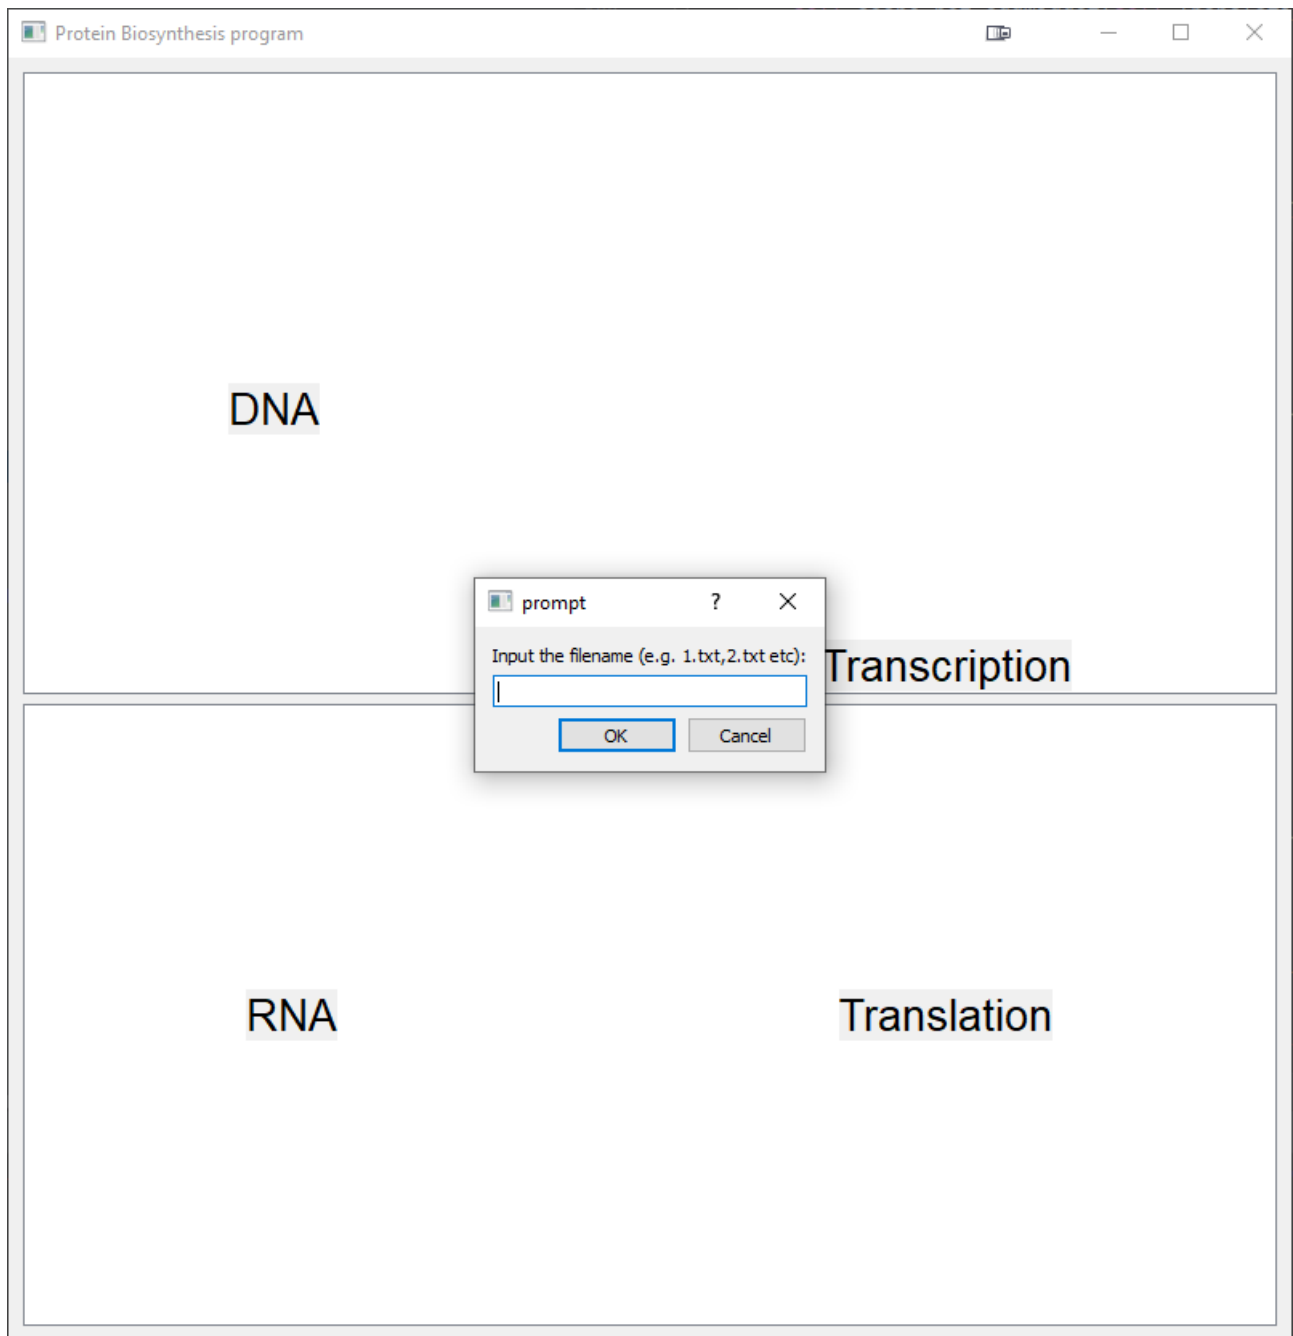 Protein Biosynthesis program
DNA
prompt
?
Input the filename (e.g. 1.txt,2.txt etc):
Transcription
OK Cancel
RNA Translation